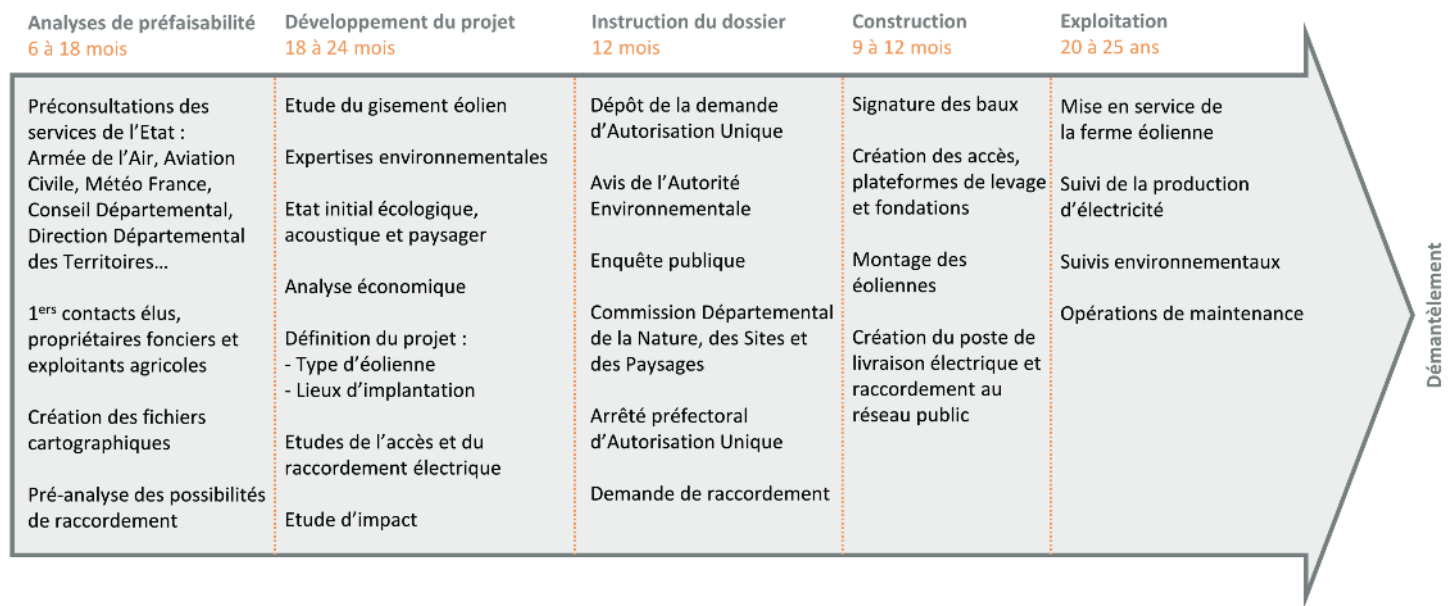 Analyses de préfaisabilité
6 à 18 mois
Préconsultations des
services de l'Etat :
Armée de l'Air, Aviation
Civile, Météo France,
Conseil Départemental,
Direction Départemental
des Territoires...
1ers contacts élus,
propriétaires fonciers et
exploitants agricoles
Création des fichiers
cartographiques
Pré-analyse des possibilités
de raccordement
Développement du projet
18 à 24 mois
Etude du gisement éolien
Expertises environnementales
Etat initial écologique,
acoustique et paysager
Analyse économique
Définition du projet :
- Type d'éolienne
- Lieux d'implantation
Etudes de l'accès et du
raccordement électrique
Etude d'impact
Instruction du dossier
12 mois
Dépôt de la demande
d'Autorisation Unique
Avis de l'Autorité
Environnementale
Enquête publique
Commission Départemental
de la Nature, des Sites et
des Paysages
Arrêté préfectoral
d'Autorisation Unique
Demande de raccordement
Construction
9 à 12 mois
Signature des baux
Création des accès,
plateformes de levage
et fondations
Montage des
éoliennes
Création du poste de
livraison électrique et
raccordement au
réseau public
Exploitation
20 à 25 ans
Mise en service de
la ferme éolienne
Suivi de la production
d'électricité
Suivis environnementaux
Opérations de maintenance
Démantèlement